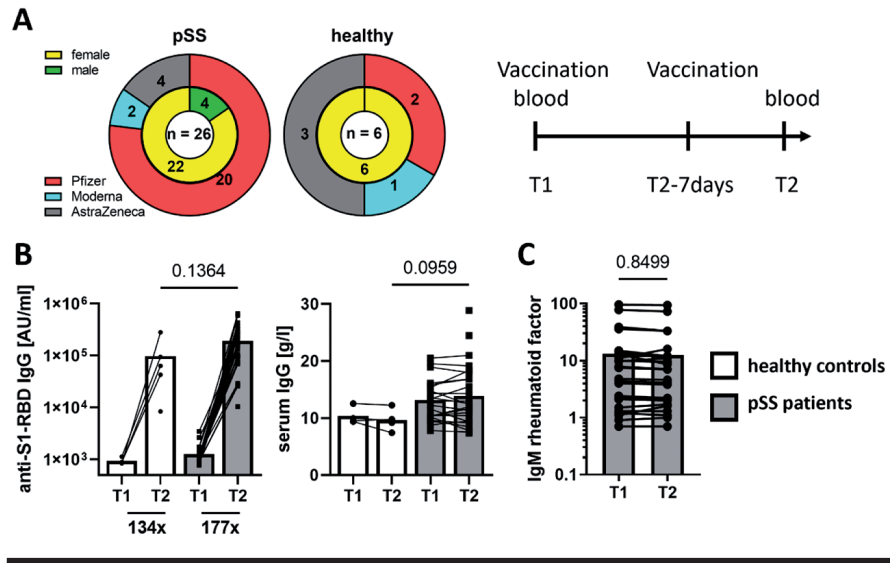 A
pSS
healthy
female
male
4
4
2
n = 26
22
20
3
2
n = 6
6
1
Pfizer
Moderna
AstraZeneca
Vaccination
blood
Vaccination
blood
T1
T2-7days
T2
B
0.1364
anti-S1-RBD IgG [AU/ml]
1×10⁶
1×10⁵
1×10⁴
1×10³
T1
T2
T1
T2
134x
177x
0.0959
serum IgG [g/l]
30
20
10
0
T1
T2
T1
T2
C
0.8499
IgM rheumatoid factor
100
10
1
0.1
T1
T2
healthy controls
pSS patients